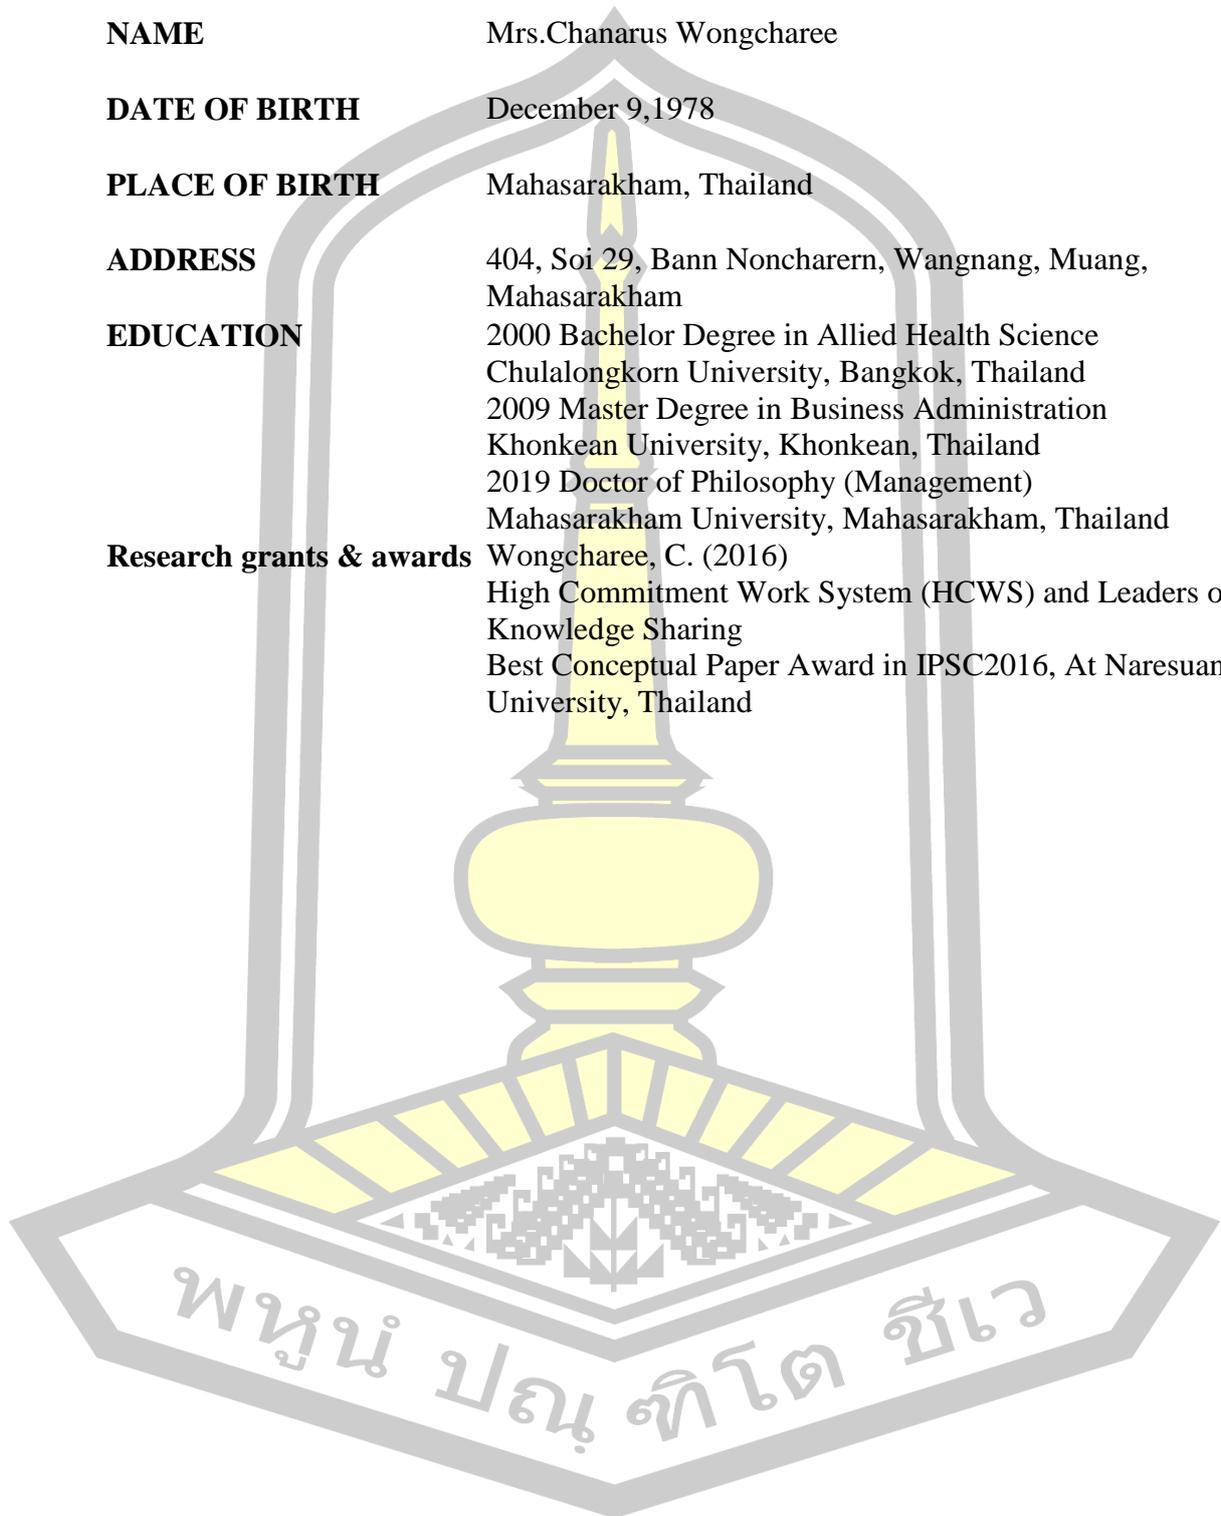 NAME Mrs.Chanarus Wongcharee
DATE OF BIRTH December 9,1978
PLACE OF BIRTH Mahasarakham, Thailand
ADDRESS 404, Soi 29, Bann Noncharern, Wangnang, Muang,
Mahasarakham
EDUCATION 2000 Bachelor Degree in Allied Health Science
Chulalongkorn University, Bangkok, Thailand
2009 Master Degree in Business Administration
Khonkean University, Khonkean, Thailand
2019 Doctor of Philosophy (Management)
Mahasarakham University, Mahasarakham, Thailand
Research grants & awards Wongcharee, C. (2016)
High Commitment Work System (HCWS) and Leaders
Knowledge Sharing
Best Conceptual Paper Award in IPSC2016, At Naresuan
University, Thailand
พหูนํ ปณฺฑิโต ชีเว